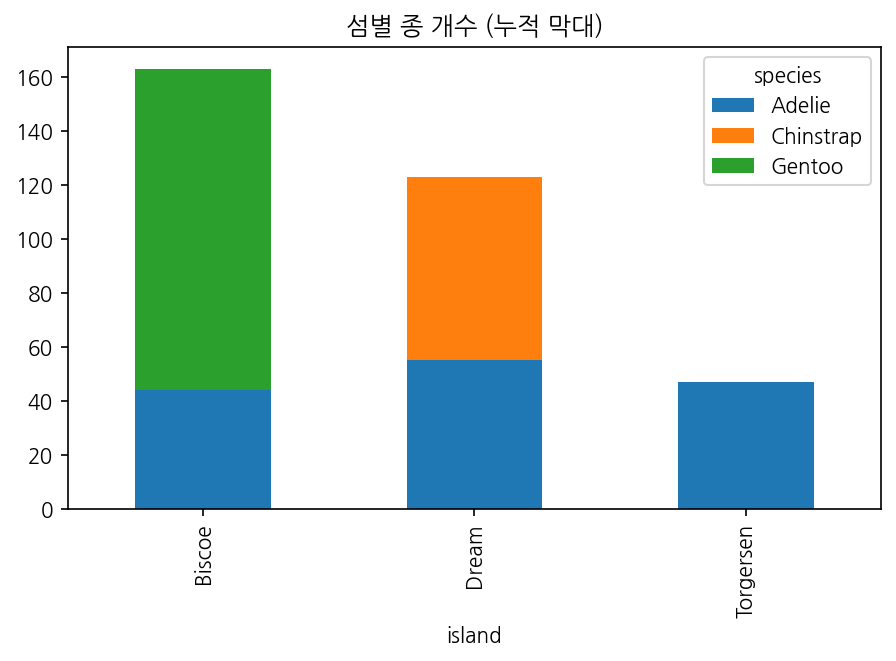 섬별 종 개수 (누적 막대)
species
Adelie
Chinstrap
Gentoo
160
140
120
100
80
60
40
20
0
Biscoe
Dream
Torgersen
island